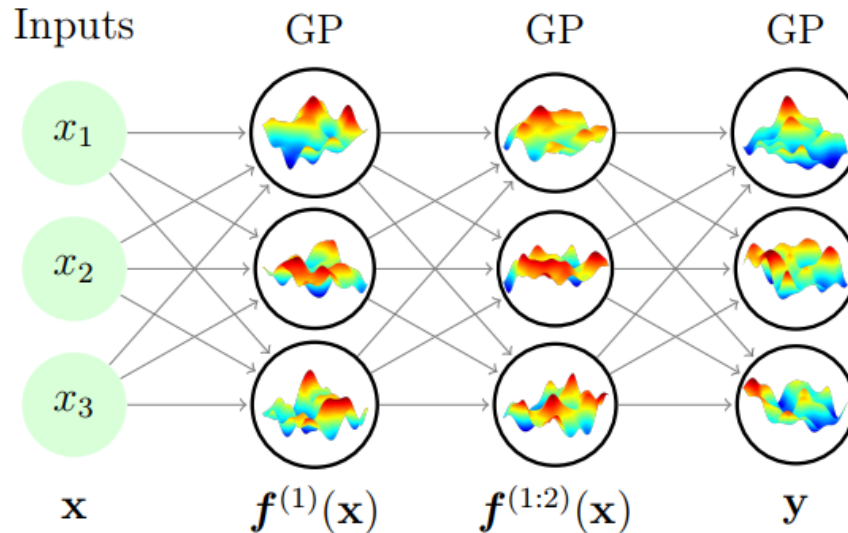 Inputs GP GP GP
x₁
x₂
x₃
x f⁽¹⁾(x) f⁽¹:²⁾(x) y